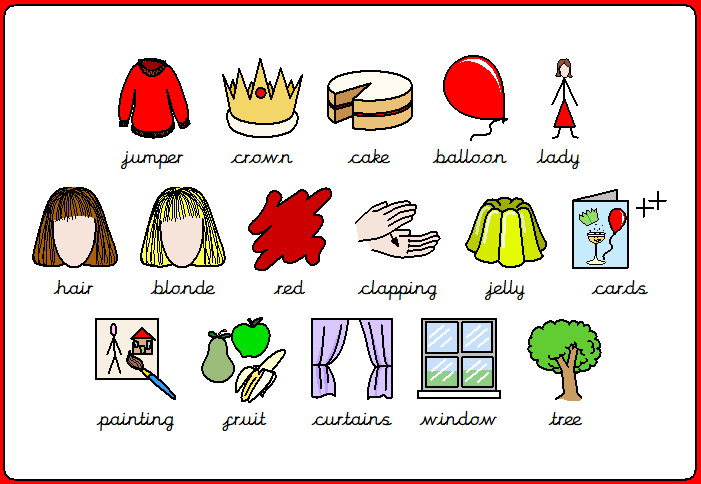 jumper crown cake balloon lady
hair blonde red clapping jelly cards
painting fruit curtains window tree